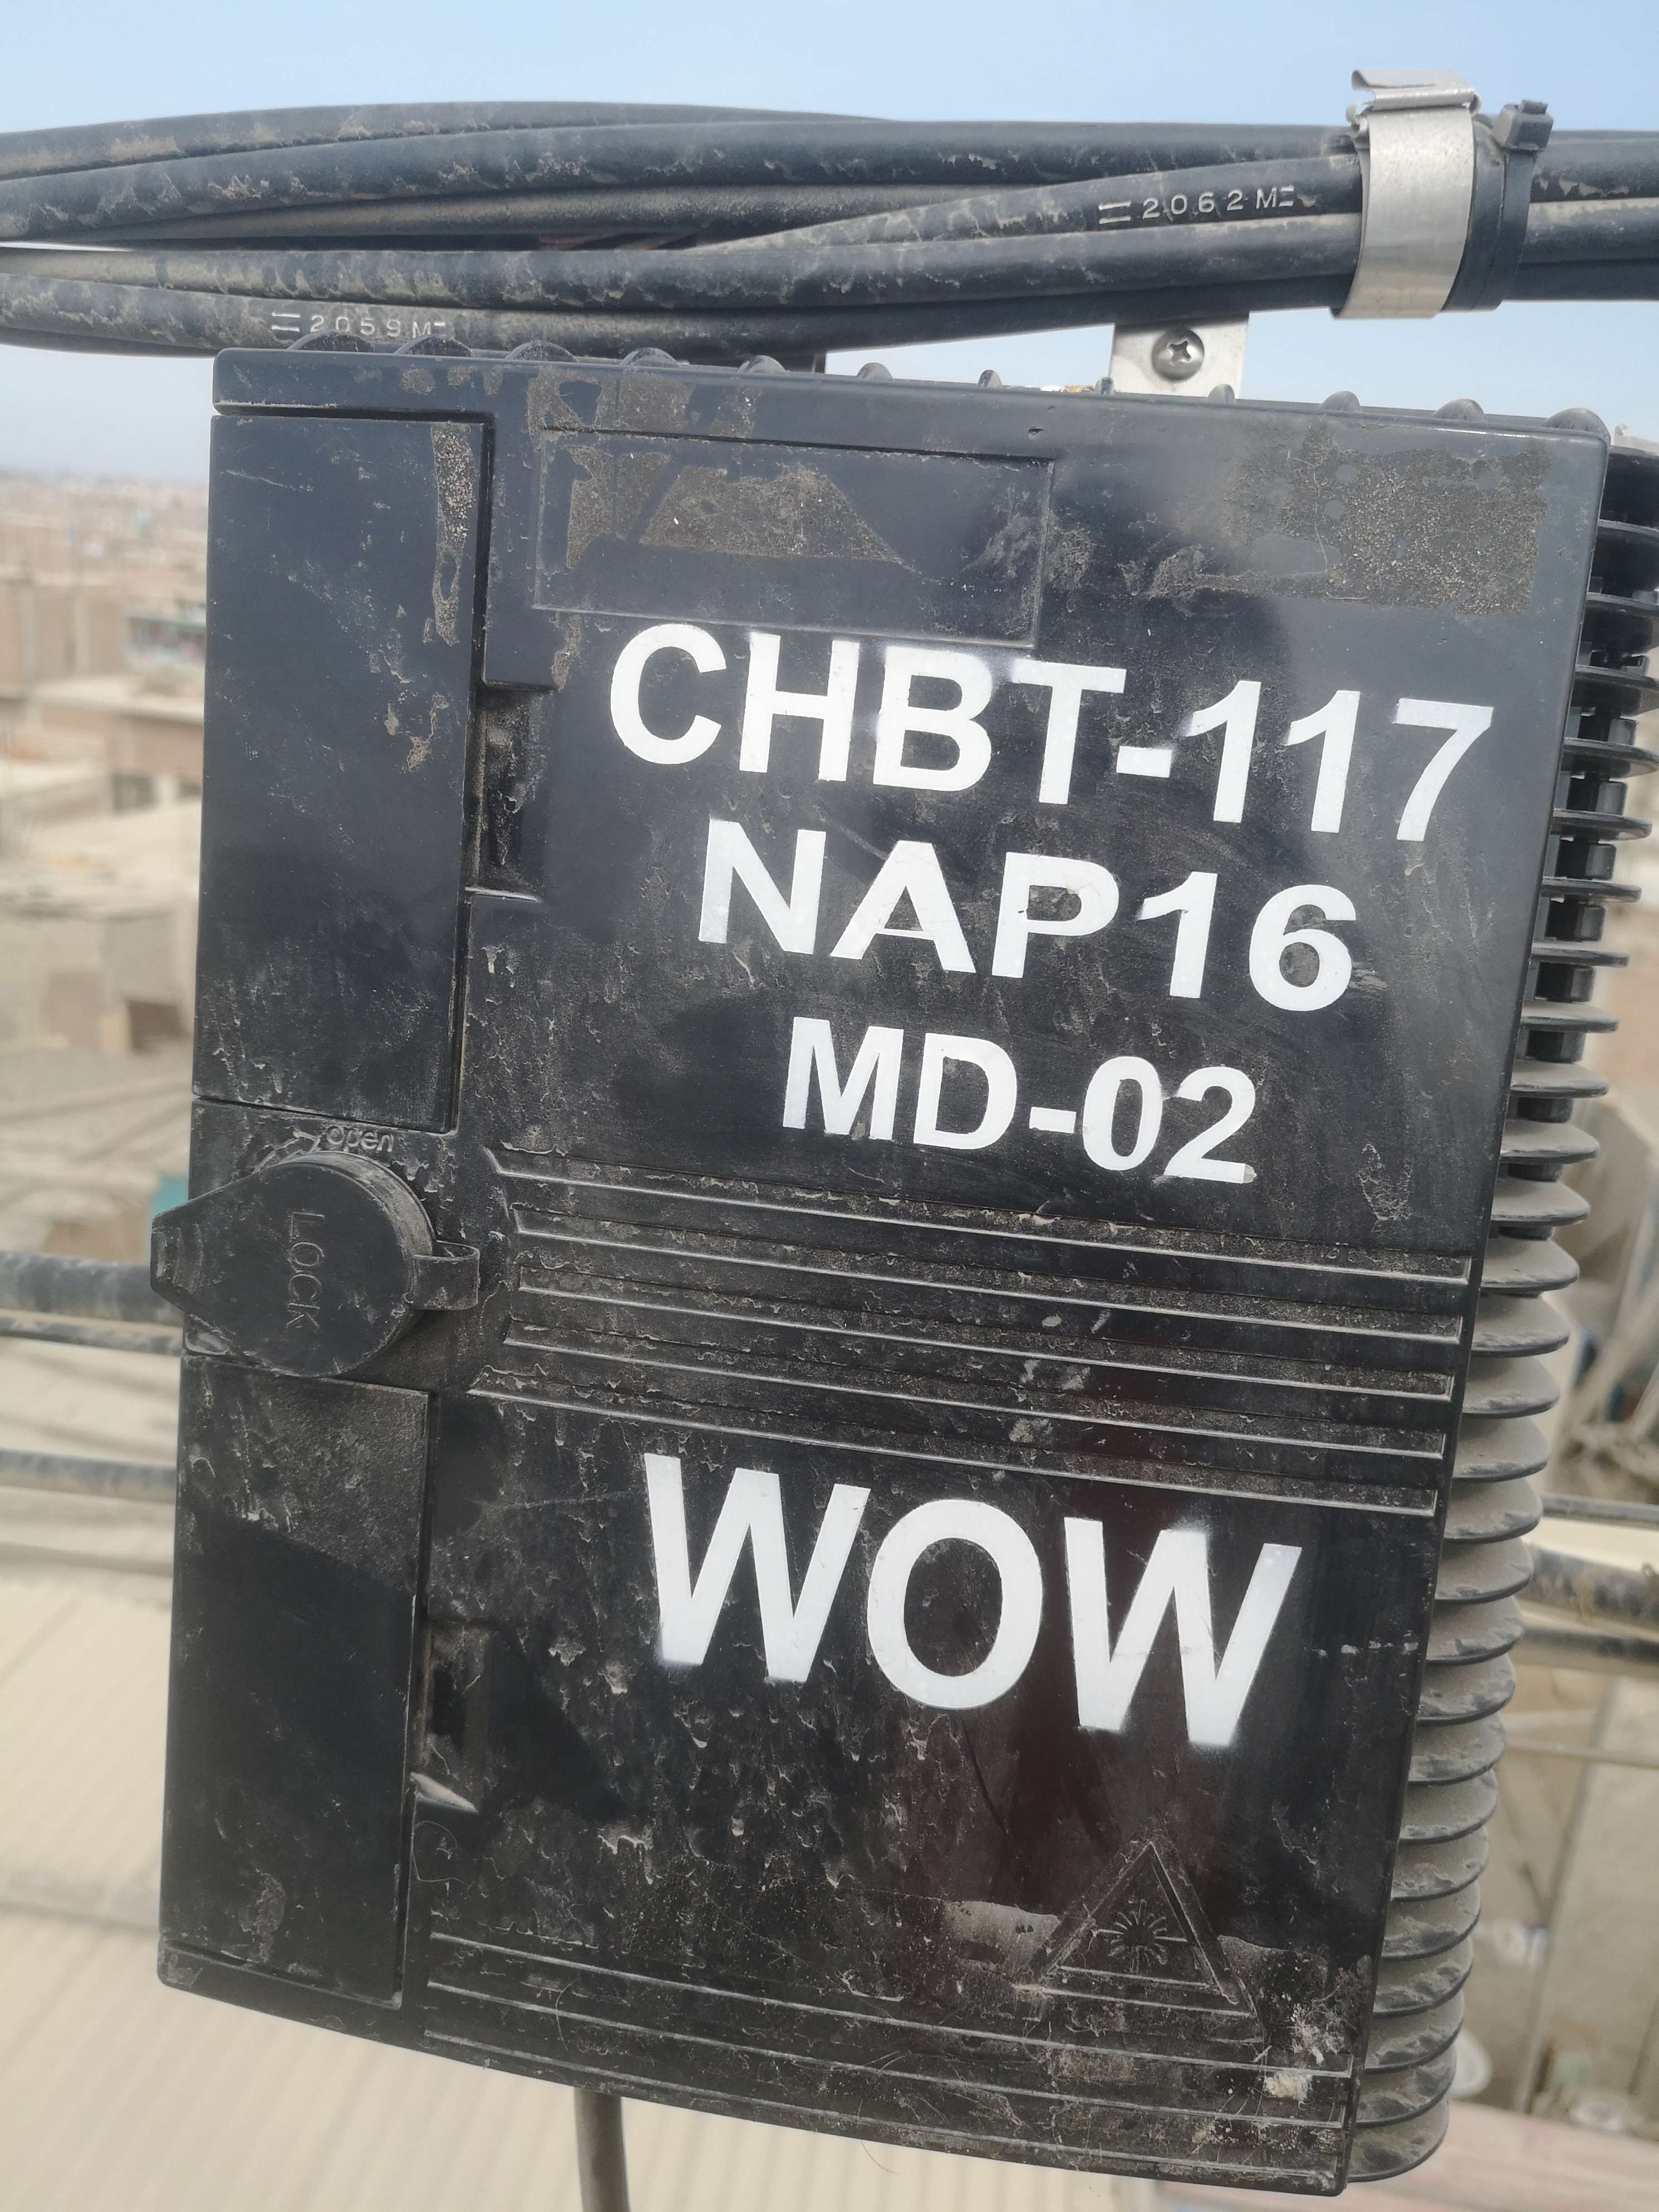 =2062M=
=2059M=
CHBT-117
NAP16
MD-02
open
LOCK
WOW